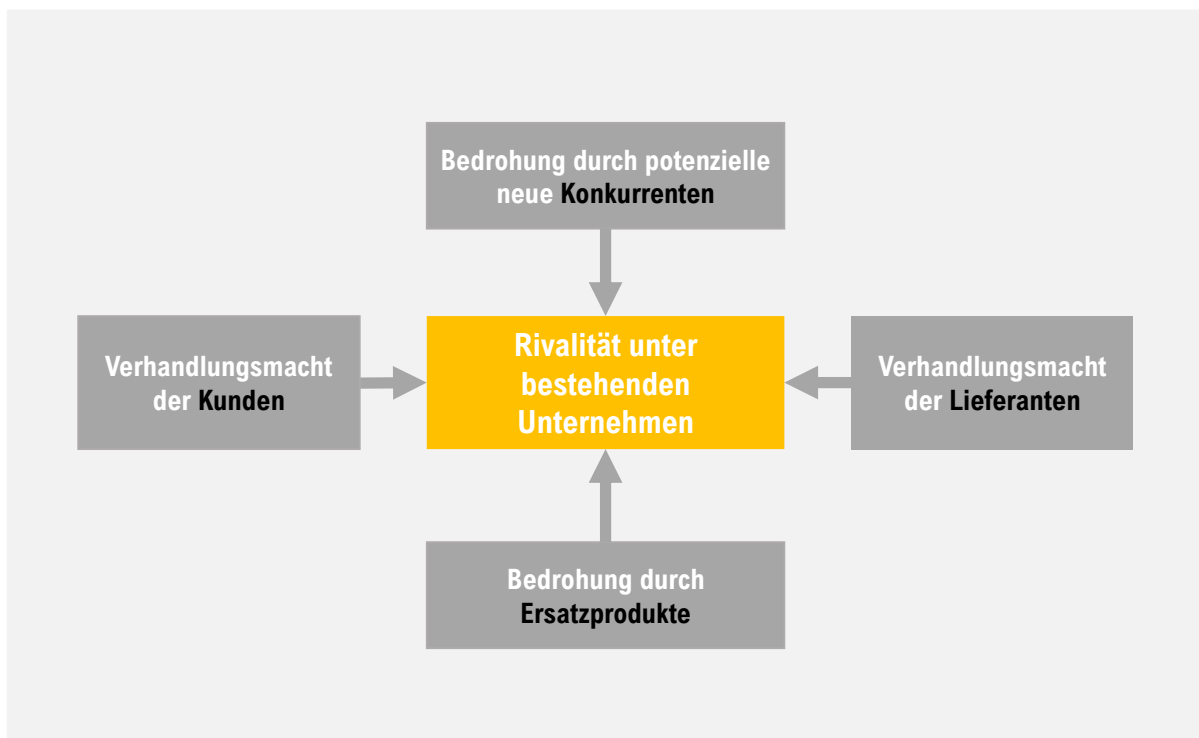 Bedrohung durch potenzielle
neue Konkurrenten
Verhandlungsmacht
der Kunden
Rivalität unter
bestehenden
Unternehmen
Verhandlungsmacht
der Lieferanten
Bedrohung durch
Ersatzprodukte